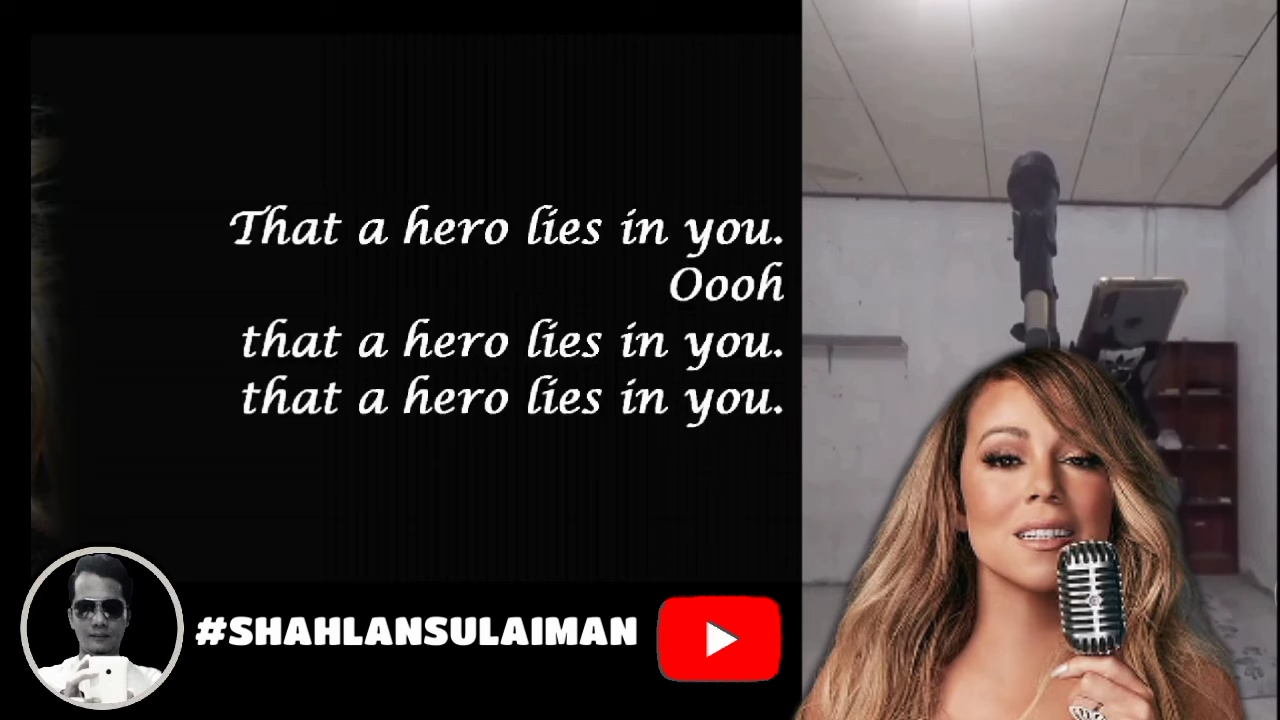 That a hero lies in you.
Oooh
that a hero lies in you.
that a hero lies in you.
#SHAHLANSULAIMAN